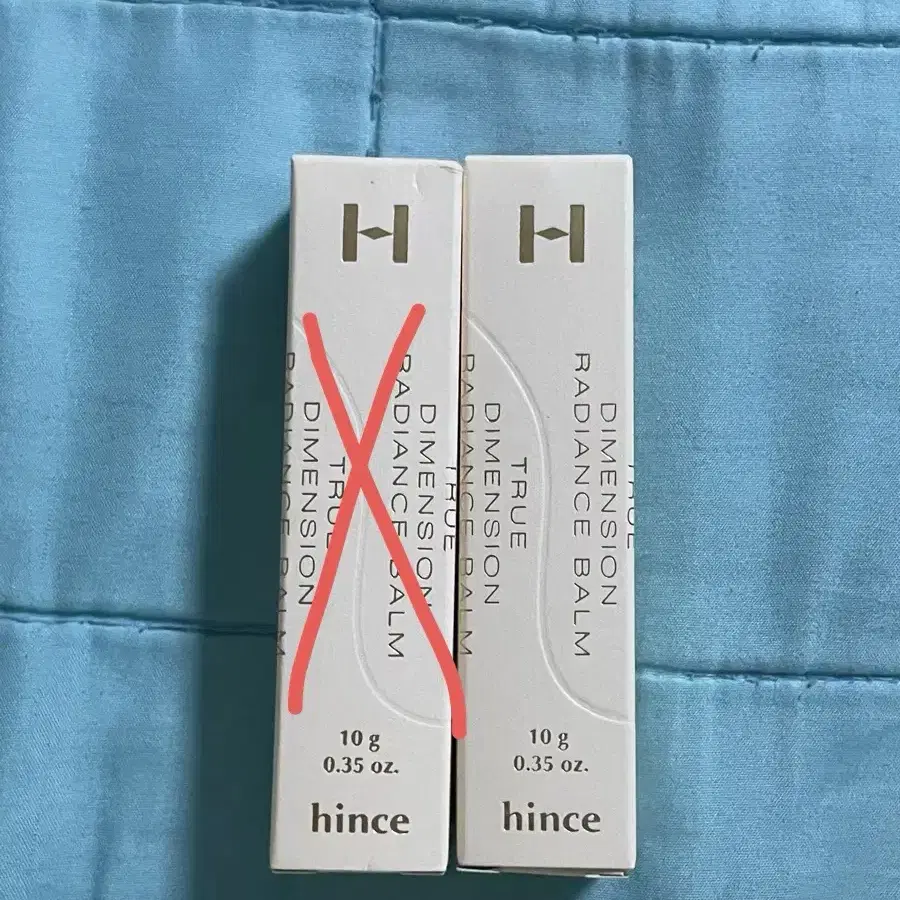 H
RADIANCE BALM
DIMENSION
TRUE
RADIANCE BALM
DIMENSION
TRUE
10 g
0.35 oz.
hince
H
RADIANCE BALM
DIMENSION
TRUE
RADIANCE BALM
DIMENSION
TRUE
10 g
0.35 oz.
hince